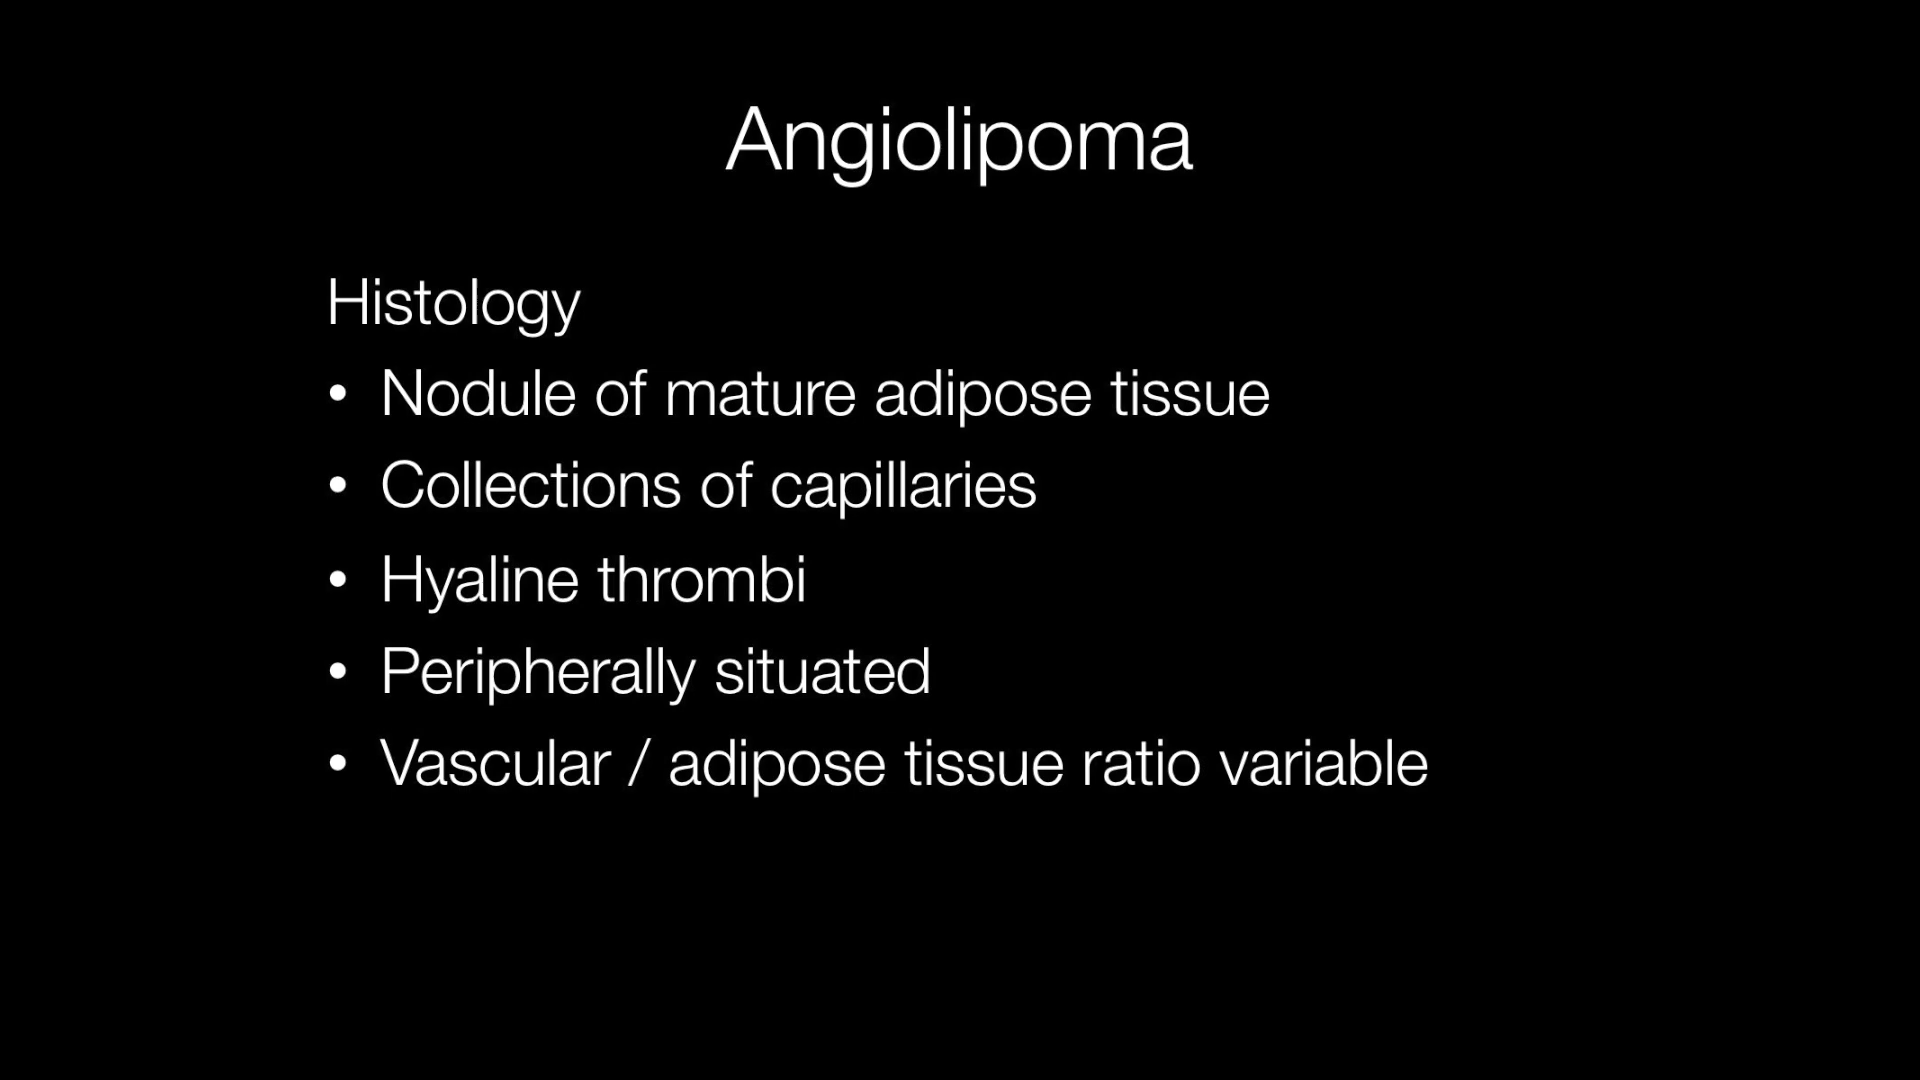 Angiolipoma
Histology
• Nodule of mature adipose tissue
• Collections of capillaries
• Hyaline thrombi
• Peripherally situated
• Vascular / adipose tissue ratio variable